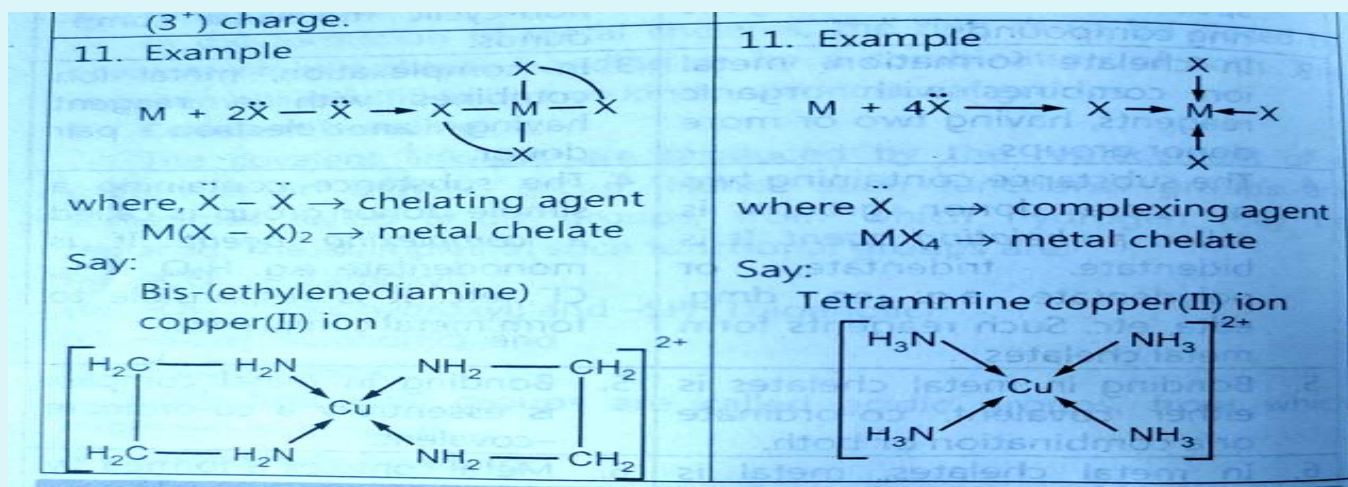 (3⁺) charge.
11. Example
M + 2Ẍ — Ẍ → X — M — X
X
X
where, Ẍ – Ẍ → chelating agent
M(X – X)₂ → metal chelate
Say:
Bis-(ethylenediamine)
copper(II) ion
H₂C — H₂N NH₂ — CH₂ 2+
Cu
H₂C — H₂N NH₂ — CH₂
11. Example
X
M + 4Ẍ → X → M ← X
X
where Ẍ → complexing agent
MX₄ → metal chelate
Say:
Tetrammine copper(II) ion
H₃N NH₃ 2+
Cu
H₃N NH₃